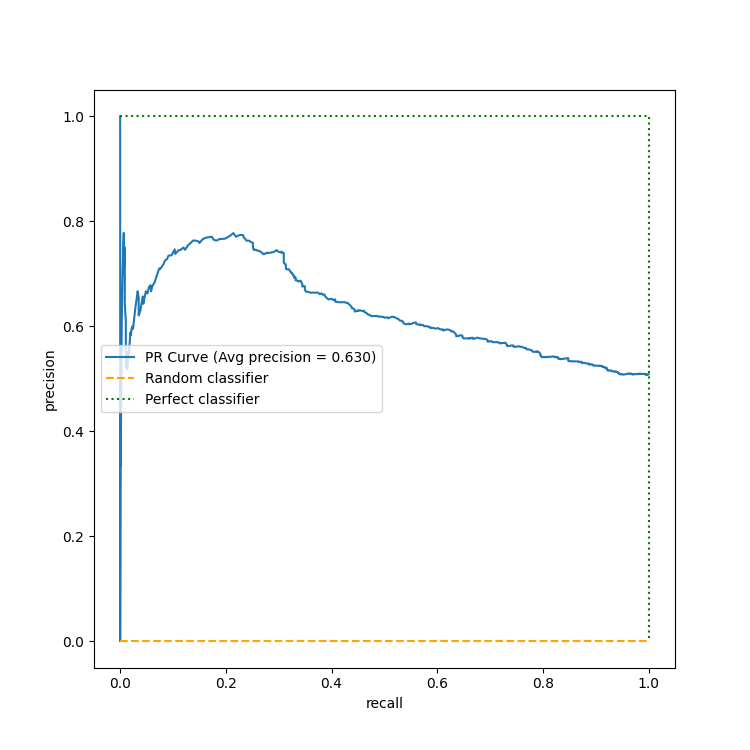 1.0
0.8
0.6
0.4
0.2
0.0
precision
PR Curve (Avg precision = 0.630)
Random classifier
Perfect classifier
0.0 0.2 0.4 0.6 0.8 1.0
recall